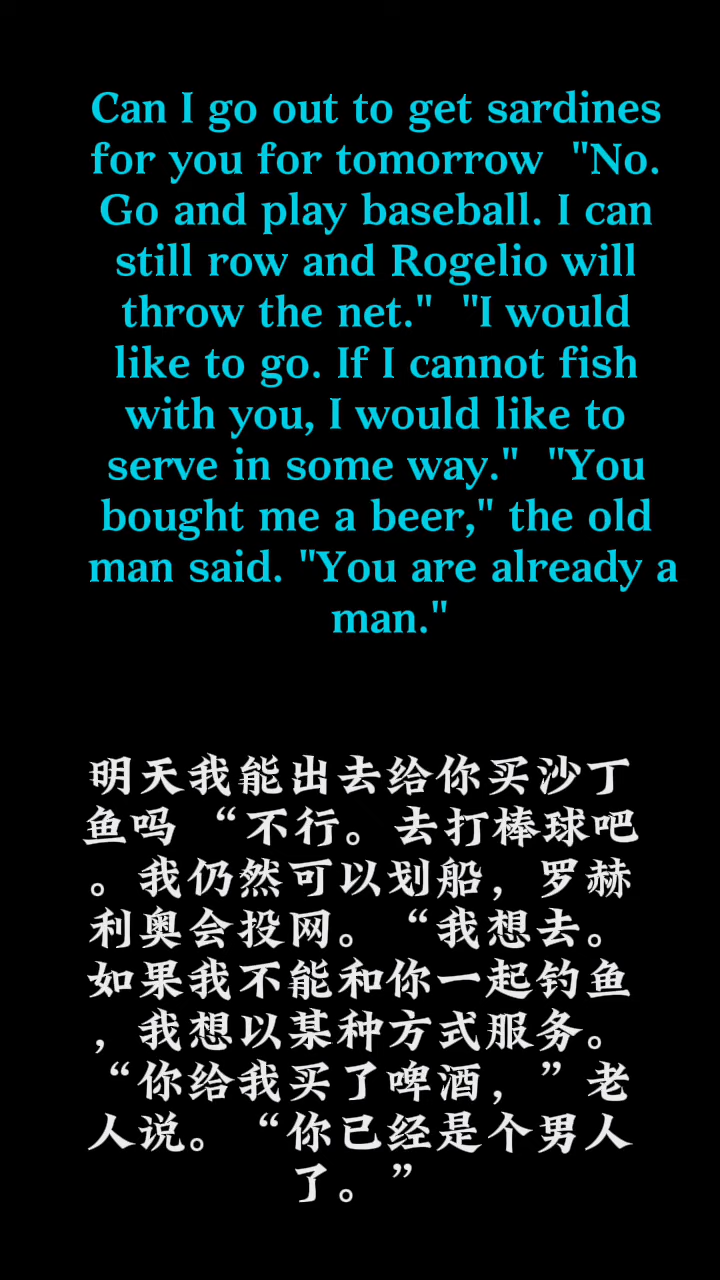 Can I go out to get sardines
for you for tomorrow  "No.
Go and play baseball. I can
still row and Rogelio will
throw the net."  "I would
like to go. If I cannot fish
with you, I would like to
serve in some way."  "You
bought me a beer," the old
man said. "You are already a
man."
明天我能出去给你买沙丁
鱼吗 “不行。去打棒球吧
。我仍然可以划船，罗赫
利奥会投网。“我想去。
如果我不能和你一起钓鱼
，我想以某种方式服务。
“你给我买了啤酒，”老
人说。“你已经是个男人
了。”